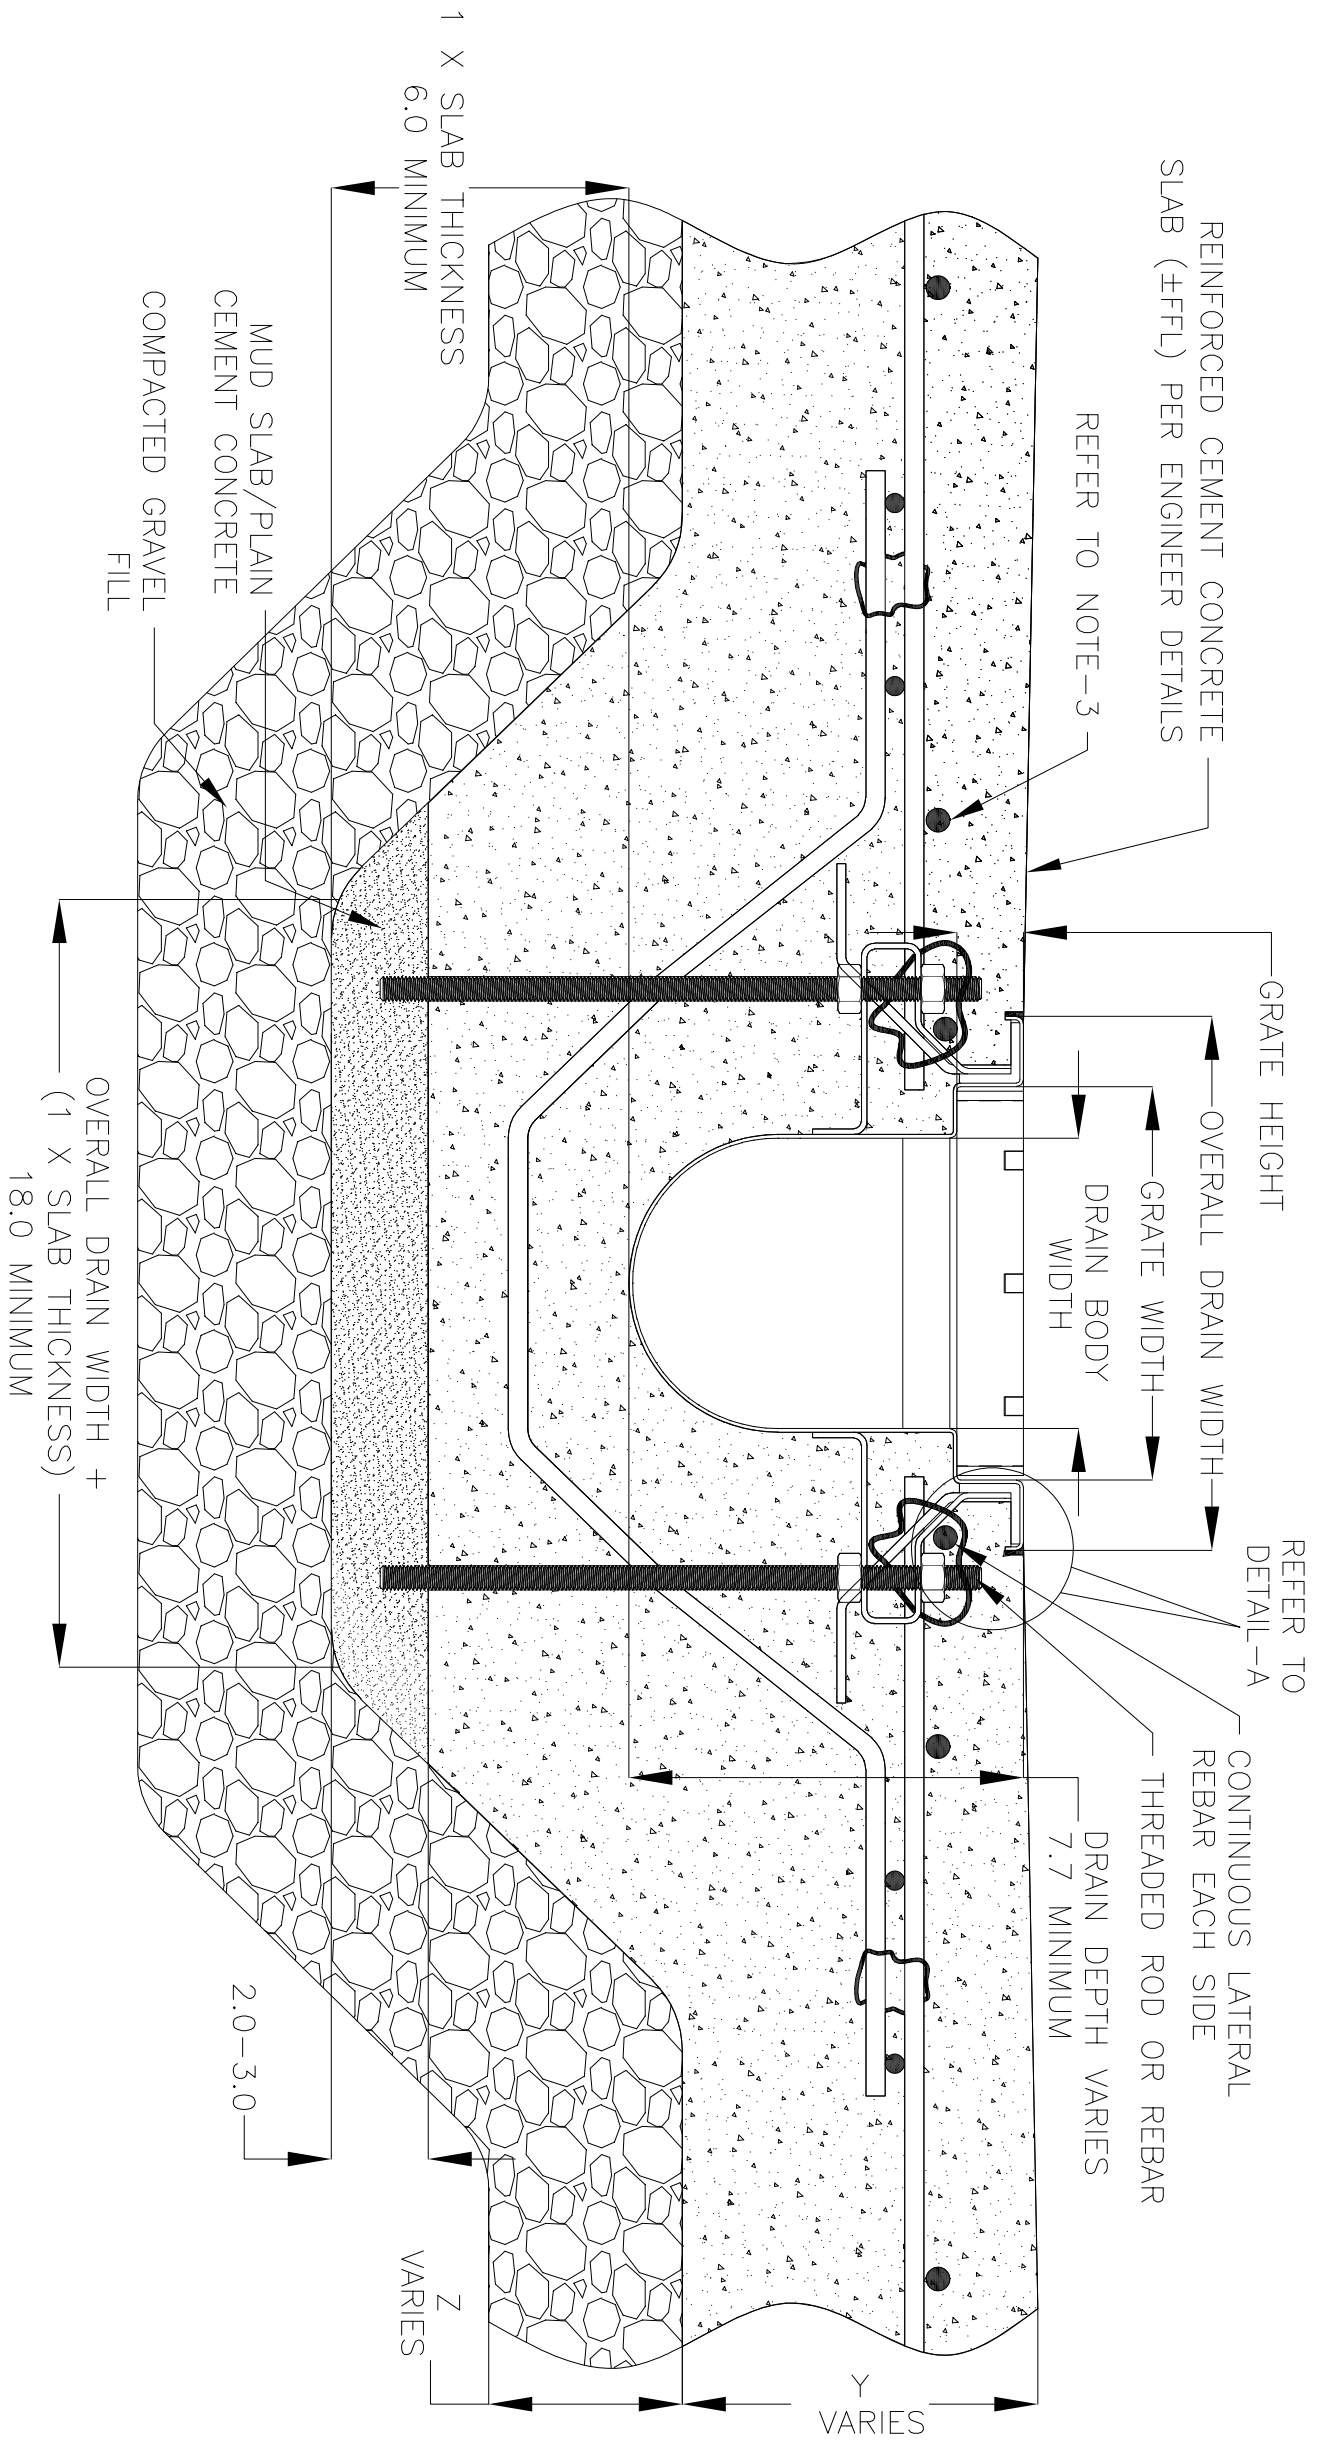 REINFORCED CEMENT CONCRETE
SLAB (±FFL) PER ENGINEER DETAILS
REFER TO NOTE-3
GRATE HEIGHT
OVERALL DRAIN WIDTH
GRATE WIDTH
DRAIN BODY
WIDTH
REFER TO
DETAIL-A
CONTINUOUS LATERAL
REBAR EACH SIDE
THREADED ROD OR REBAR
DRAIN DEPTH VARIES
7.7 MINIMUM
Y
VARIES
1 X SLAB THICKNESS
6.0 MINIMUM
MUD SLAB/PLAIN
CEMENT CONCRETE
COMPACTED GRAVEL
FILL
OVERALL DRAIN WIDTH +
(1 X SLAB THICKNESS)
18.0 MINIMUM
2.0-3.0
Z
VARIES